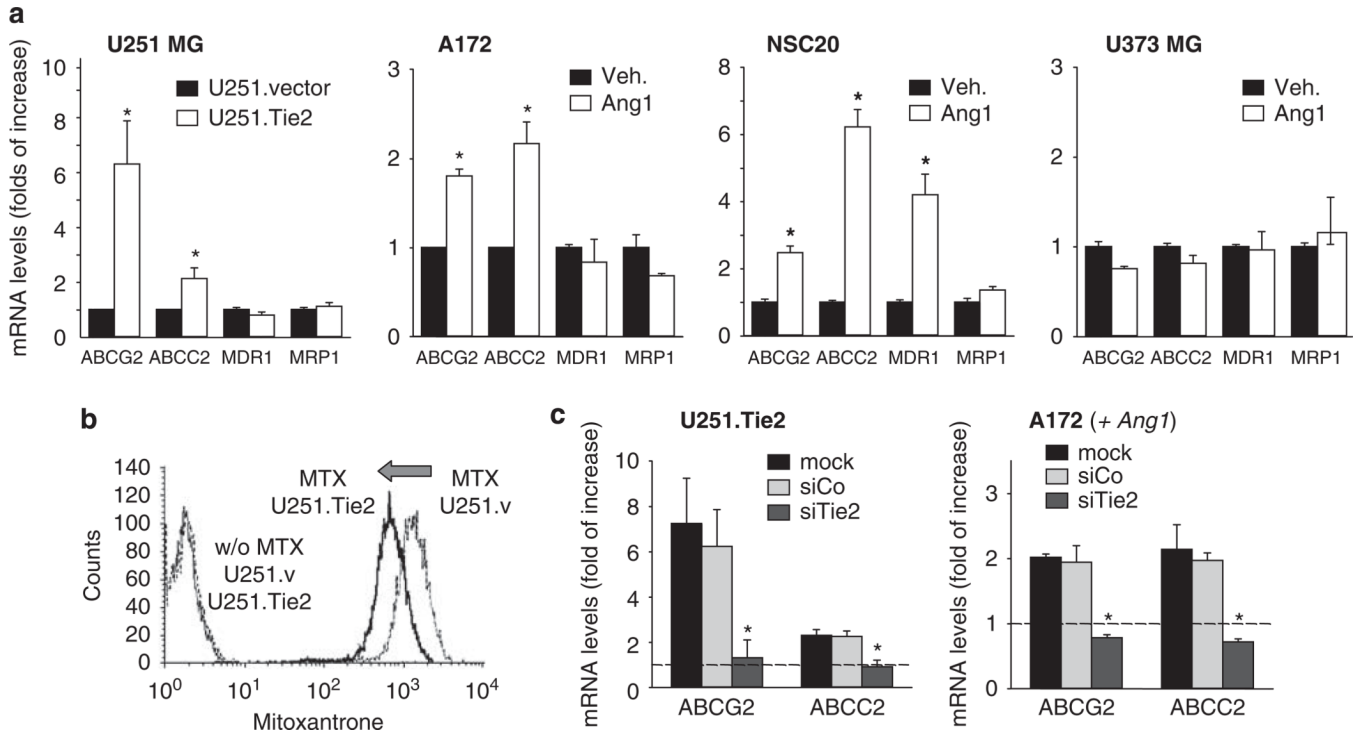 a
U251 MG
mRNA levels (folds of increase)
10
8
6
4
2
0
U251.vector
U251.Tie2
*
*
ABCG2
ABCC2
MDR1
MRP1
A172
3
2
1
0
Veh.
Ang1
*
*
ABCG2
ABCC2
MDR1
MRP1
NSC20
8
6
4
2
0
Veh.
Ang1
*
*
*
ABCG2
ABCC2
MDR1
MRP1
U373 MG
3
2
1
0
Veh.
Ang1
ABCG2
ABCC2
MDR1
MRP1
b
Counts
140
120
100
80
60
40
20
0
MTX
U251.Tie2
MTX
U251.v
w/o MTX
U251.v
U251.Tie2
10⁰
10¹
10²
10³
10⁴
Mitoxantrone
c
U251.Tie2
mRNA levels (fold of increase)
10
8
6
4
2
0
mock
siCo
siTie2
*
*
ABCG2
ABCC2
A172 (+ Ang1)
mRNA levels (fold of increase)
3
2
1
0
mock
siCo
siTie2
*
*
ABCG2
ABCC2